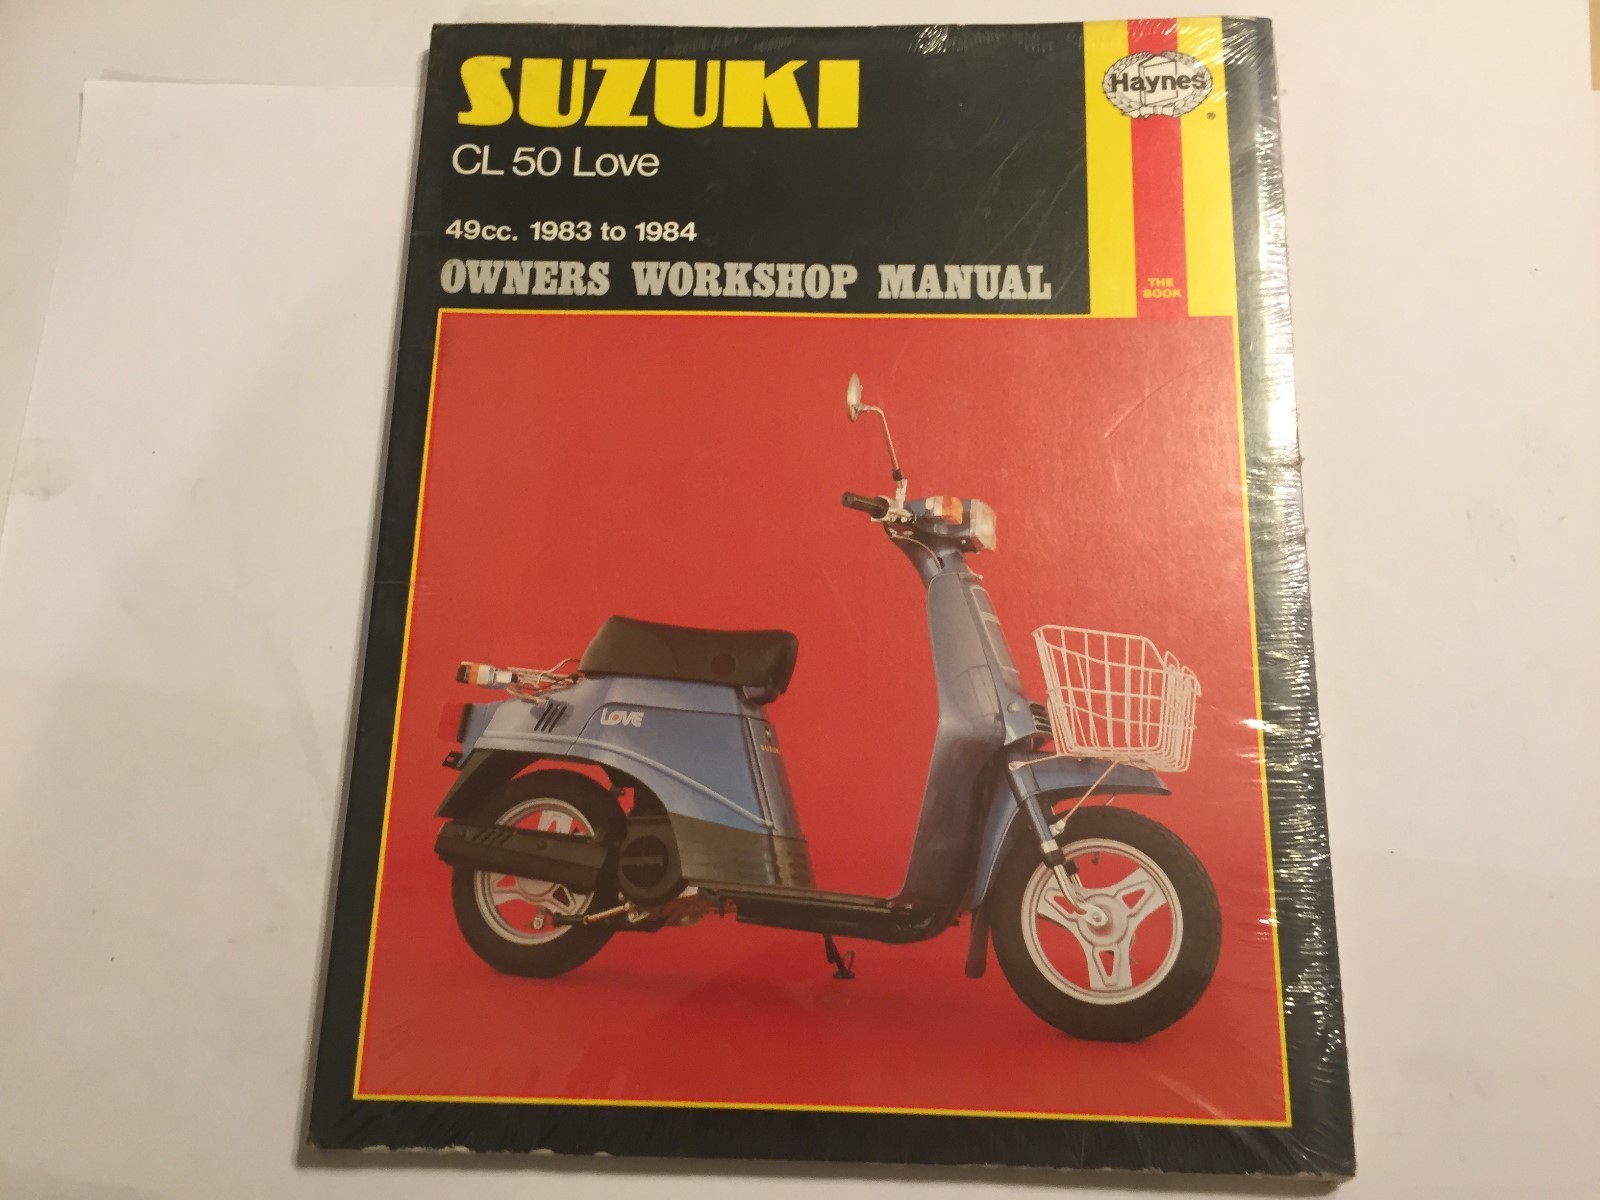 SUZUKI
Haynes
®
CL 50 Love
49cc. 1983 to 1984
OWNERS WORKSHOP MANUAL
THE
BOOK
LOVE